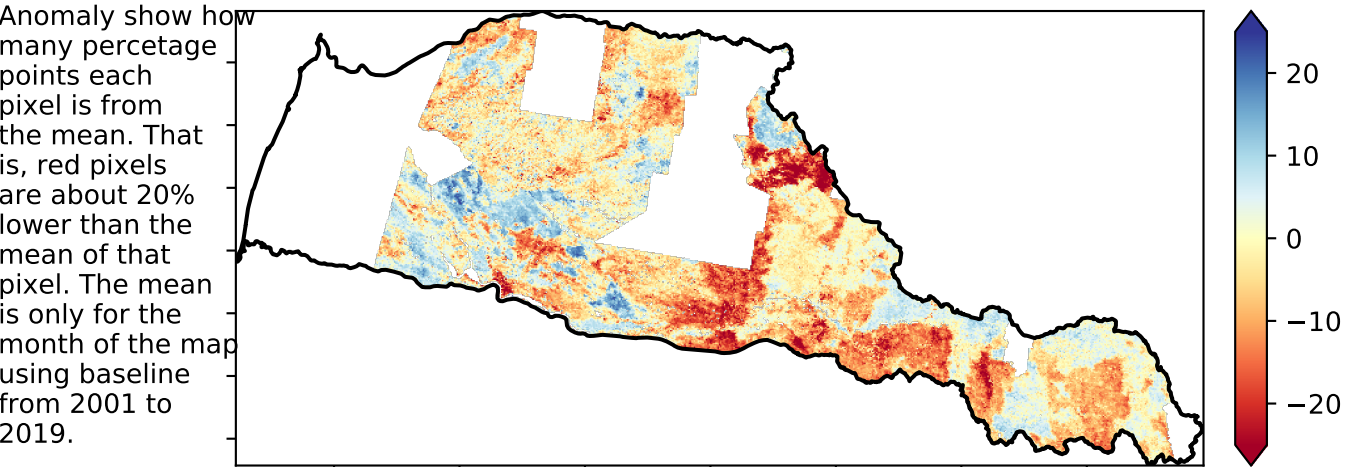 Anomaly show how
many percetage
points each
pixel is from
the mean. That
is, red pixels
are about 20%
lower than the
mean of that
pixel. The mean
is only for the
month of the map
using baseline
from 2001 to
2019.
20
10
0
−10
−20